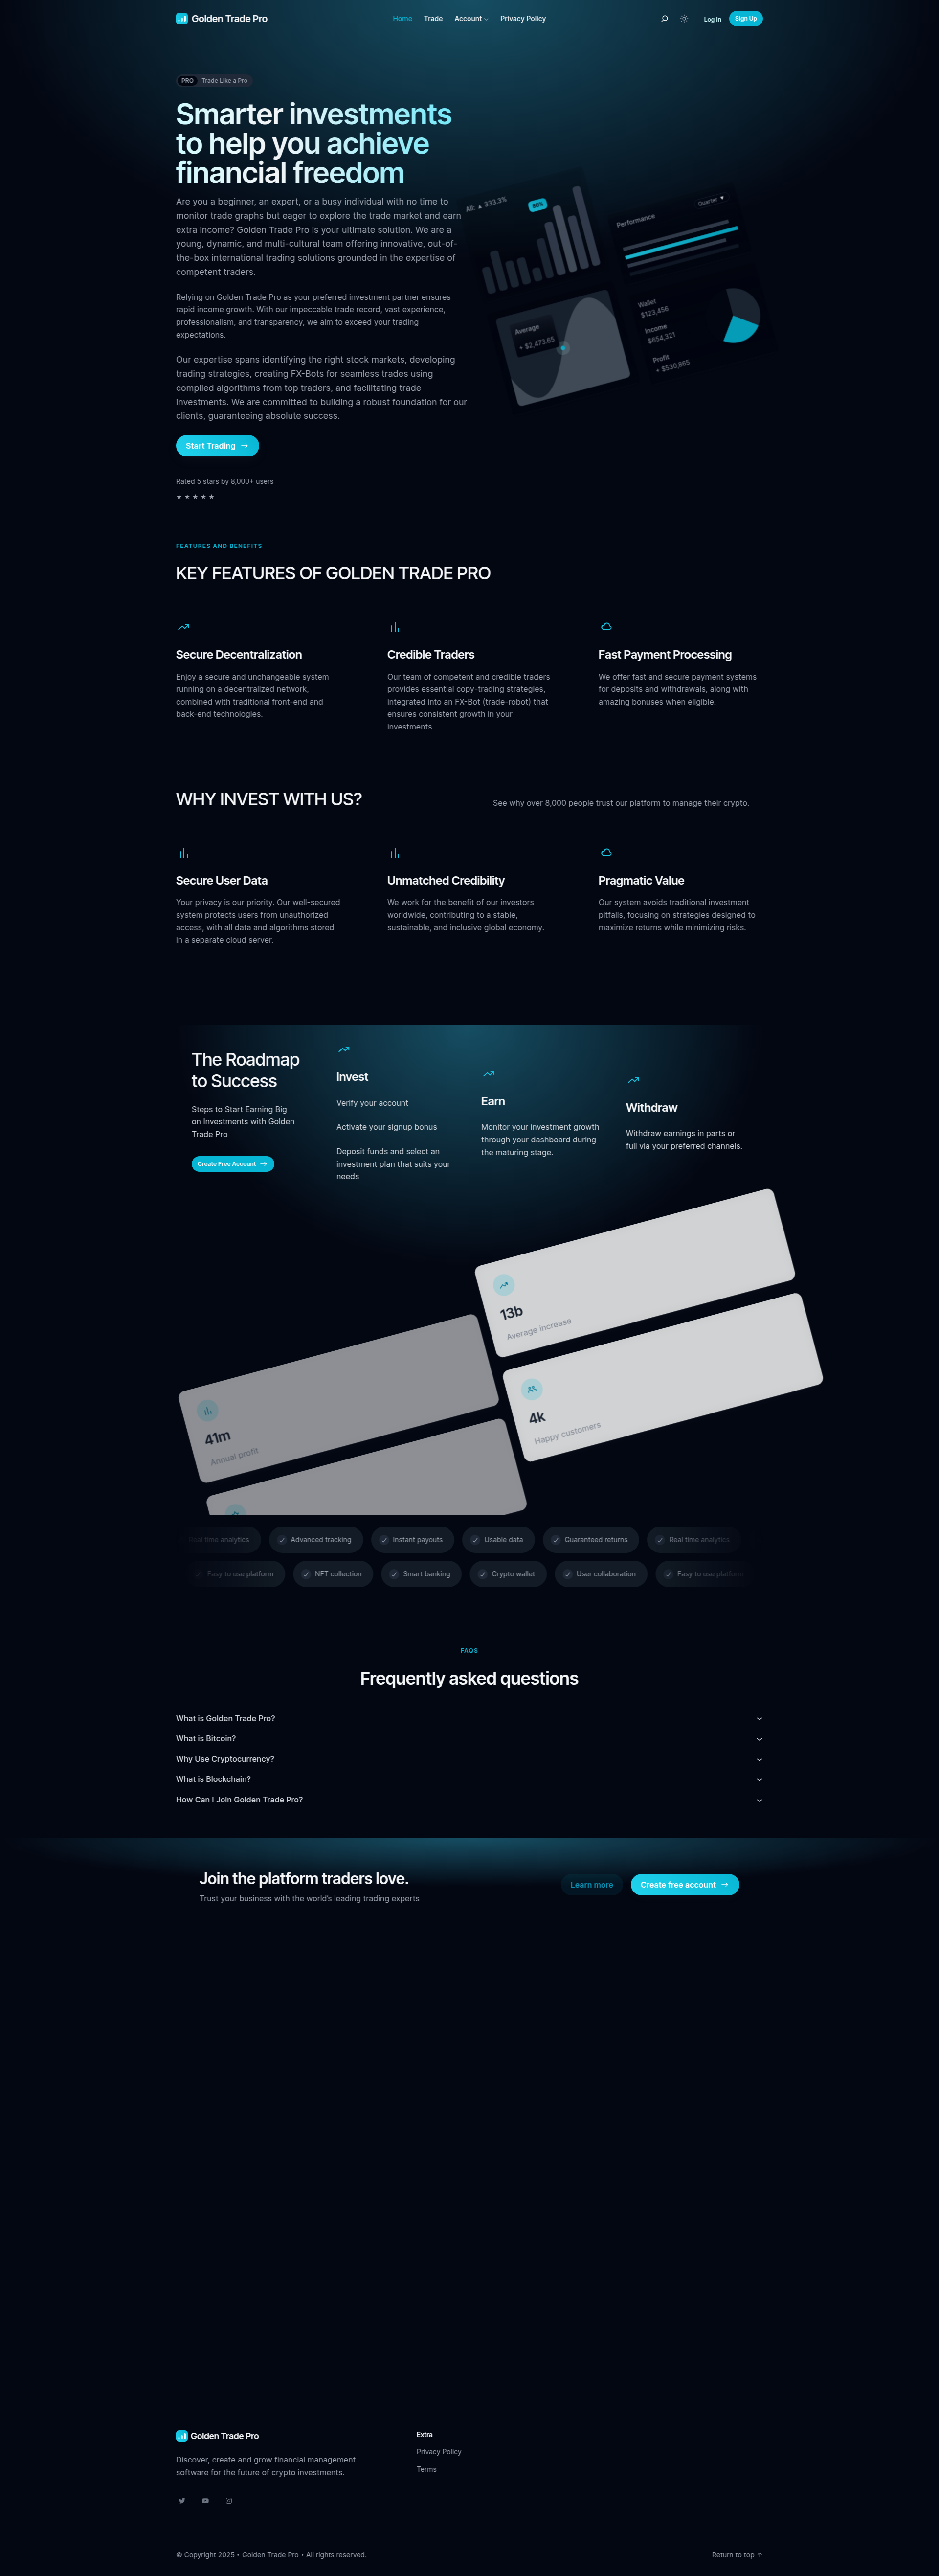 Golden Trade Pro
Home
Trade
Account
Privacy Policy
Log In
Sign Up
PRO Trade Like a Pro
Smarter investments
to help you achieve
financial freedom
Are you a beginner, an expert, or a busy individual with no time to
monitor trade graphs but eager to explore the trade market and earn
extra income? Golden Trade Pro is your ultimate solution. We are a
young, dynamic, and multi-cultural team offering innovative, out-of-
the-box international trading solutions grounded in the expertise of
competent traders.
Relying on Golden Trade Pro as your preferred investment partner ensures
rapid income growth. With our impeccable trade record, vast experience,
professionalism, and transparency, we aim to exceed your trading
expectations.
Our expertise spans identifying the right stock markets, developing
trading strategies, creating FX-Bots for seamless trades using
compiled algorithms from top traders, and facilitating trade
investments. We are committed to building a robust foundation for our
clients, guaranteeing absolute success.
Start Trading →
Rated 5 stars by 8,000+ users
★ ★ ★ ★ ★
All: ▲ 333.3%
80%
Performance
Quarter ▼
Average
+ $2,473.65
Wallet
$123,456
Income
$654,321
Profit
+ $530,865
FEATURES AND BENEFITS
KEY FEATURES OF GOLDEN TRADE PRO
Secure Decentralization
Enjoy a secure and unchangeable system
running on a decentralized network,
combined with traditional front-end and
back-end technologies.
Credible Traders
Our team of competent and credible traders
provides essential copy-trading strategies,
integrated into an FX-Bot (trade-robot) that
ensures consistent growth in your
investments.
Fast Payment Processing
We offer fast and secure payment systems
for deposits and withdrawals, along with
amazing bonuses when eligible.
WHY INVEST WITH US?
See why over 8,000 people trust our platform to manage their crypto.
Secure User Data
Your privacy is our priority. Our well-secured
system protects users from unauthorized
access, with all data and algorithms stored
in a separate cloud server.
Unmatched Credibility
We work for the benefit of our investors
worldwide, contributing to a stable,
sustainable, and inclusive global economy.
Pragmatic Value
Our system avoids traditional investment
pitfalls, focusing on strategies designed to
maximize returns while minimizing risks.
The Roadmap
to Success
Steps to Start Earning Big
on Investments with Golden
Trade Pro
Create Free Account →
Invest
Verify your account
Activate your signup bonus
Deposit funds and select an
investment plan that suits your
needs
Earn
Monitor your investment growth
through your dashboard during
the maturing stage.
Withdraw
Withdraw earnings in parts or
full via your preferred channels.
13b
Average increase
4k
Happy customers
41m
Annual profit
Real time analytics
Advanced tracking
Instant payouts
Usable data
Guaranteed returns
Real time analytics
Easy to use platform
NFT collection
Smart banking
Crypto wallet
User collaboration
Easy to use platform
FAQS
Frequently asked questions
What is Golden Trade Pro?
What is Bitcoin?
Why Use Cryptocurrency?
What is Blockchain?
How Can I Join Golden Trade Pro?
Join the platform traders love.
Trust your business with the world's leading trading experts
Learn more
Create free account →
Golden Trade Pro
Discover, create and grow financial management
software for the future of crypto investments.
Extra
Privacy Policy
Terms
© Copyright 2025 • Golden Trade Pro • All rights reserved.
Return to top ↑